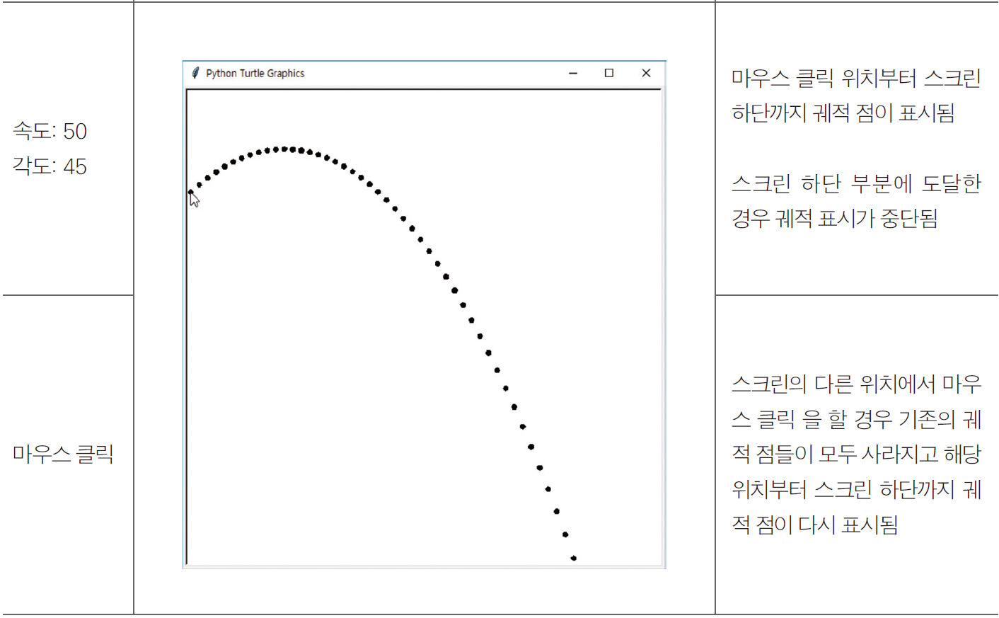 속도: 50
각도: 45
Python Turtle Graphics
마우스 클릭 위치부터 스크린
하단까지 궤적 점이 표시됨
스크린 하단 부분에 도달한
경우 궤적 표시가 중단됨
마우스 클릭
스크린의 다른 위치에서 마우
스 클릭 을 할 경우 기존의 궤
적 점들이 모두 사라지고 해당
위치부터 스크린 하단까지 궤
적 점이 다시 표시됨